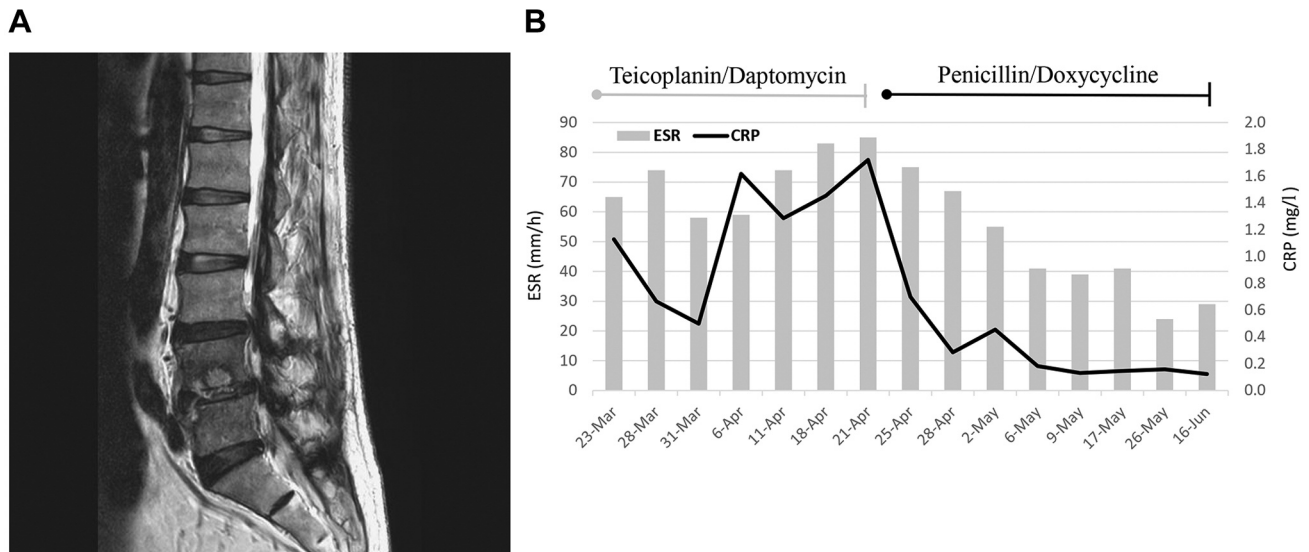 A
B
Teicoplanin/Daptomycin
Penicillin/Doxycycline
ESR
CRP
ESR (mm/h)
90
80
70
60
50
40
30
20
10
0
2.0
1.8
1.6
1.4
1.2
1.0
0.8
0.6
0.4
0.2
0.0
CRP (mg/l)
23-Mar
28-Mar
31-Mar
6-Apr
11-Apr
18-Apr
21-Apr
25-Apr
28-Apr
2-May
6-May
9-May
17-May
26-May
16-Jun